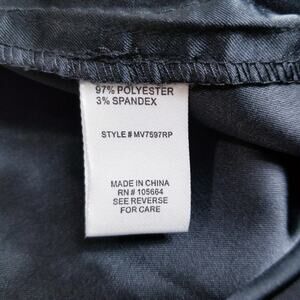 97% POLYESTER
3% SPANDEX
STYLE # MV7597RP
MADE IN CHINA
RN # 105664
SEE REVERSE
FOR CARE